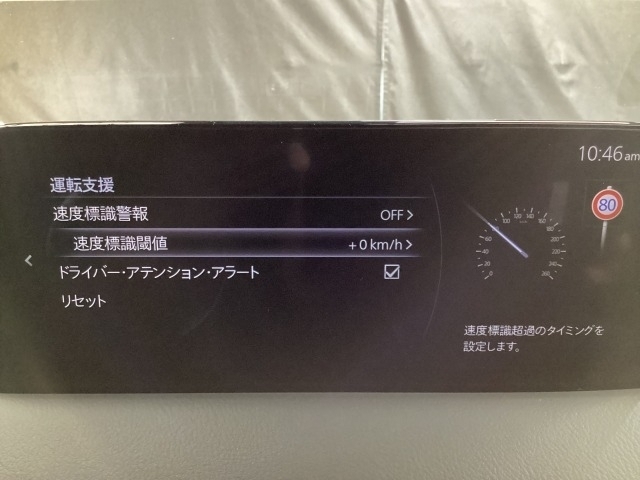 10:46 am
運転支援
速度標識警報 OFF >
速度標識閾値 +0 km/h >
ドライバー・アテンション・アラート
リセット
80
速度標識超過のタイミングを
設定します。